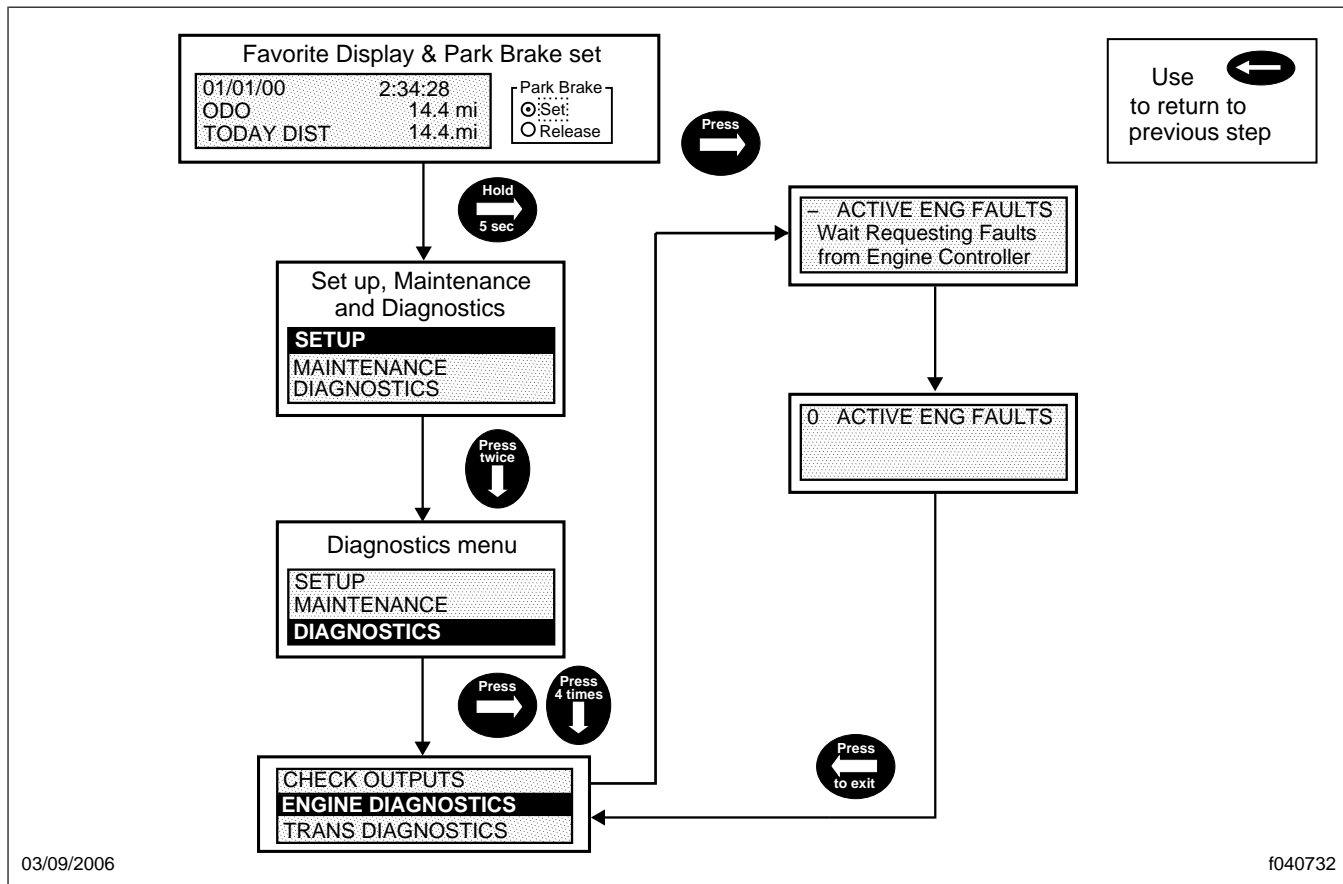 Favorite Display & Park Brake set
01/01/00 2:34:28
ODO 14.4 mi
TODAY DIST 14.4.mi
Park Brake
Set
Release
Hold
5 sec
Set up, Maintenance
and Diagnostics
SETUP
MAINTENANCE
DIAGNOSTICS
Press
twice
Diagnostics menu
SETUP
MAINTENANCE
DIAGNOSTICS
Press
Press
4 times
CHECK OUTPUTS
ENGINE DIAGNOSTICS
TRANS DIAGNOSTICS
Press
– ACTIVE ENG FAULTS
Wait Requesting Faults
from Engine Controller
0 ACTIVE ENG FAULTS
Press
to exit
Use
to return to
previous step
03/09/2006
f040732